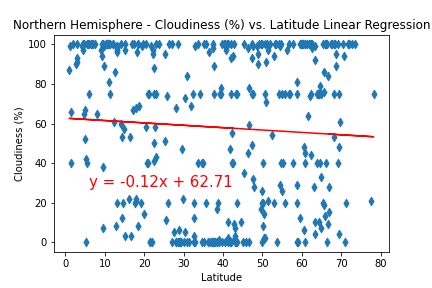 Northern Hemisphere - Cloudiness (%) vs. Latitude Linear Regression
Cloudiness (%)
100
80
60
40
20
0
y = -0.12x + 62.71
0 10 20 30 40 50 60 70 80
Latitude